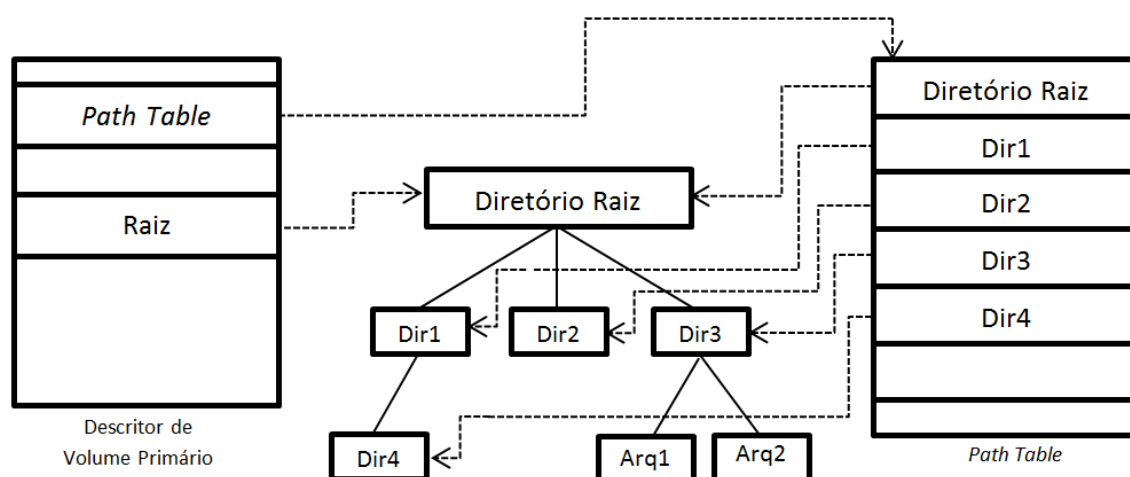 Path Table
Raiz
Descritor de
Volume Primário
Diretório Raiz
Dir1
Dir2
Dir3
Dir4
Arq1
Arq2
Diretório Raiz
Dir1
Dir2
Dir3
Dir4
Path Table